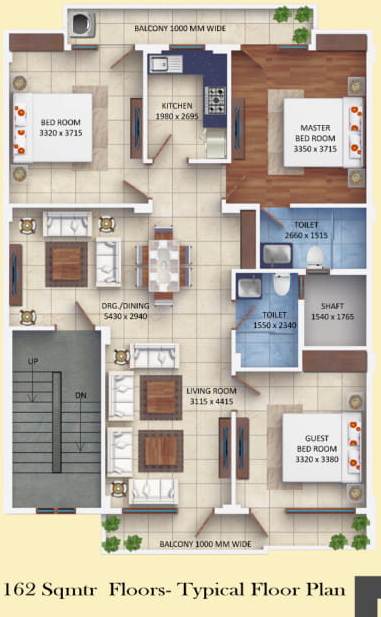 BALCONY 1000 MM WIDE
KITCHEN
1980 x 2695
BED ROOM
3320 x 3715
MASTER
BED ROOM
3350 x 3715
TOILET
2660 x 1515
DRG./DINING
5430 x 2940
TOILET
1550 x 2340
SHAFT
1540 x 1765
UP
DN
LIVING ROOM
3115 x 4415
GUEST
BED ROOM
3320 x 3380
BALCONY 1000 MM WIDE
162 Sqmtr Floors- Typical Floor Plan